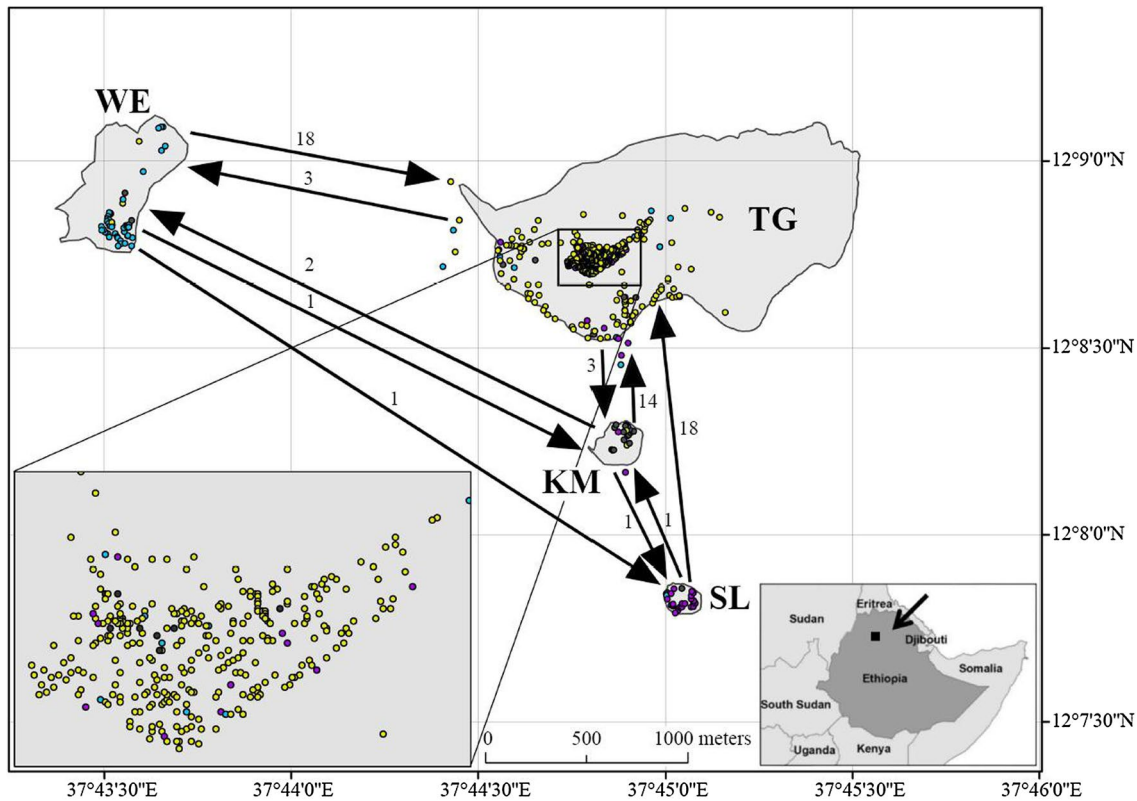 WE
18
3
TG
12°9'0"N
2
1
12°8'30"N
3
14
1
18
KM
1
1
12°8'0"N
SL
Eritrea
Sudan
Djibouti
Somalia
Ethiopia
South Sudan
Uganda
Kenya
12°7'30"N
0 500 1000 meters
37°43'30"E 37°44'0"E 37°44'30"E 37°45'0"E 37°45'30"E 37°46'0"E